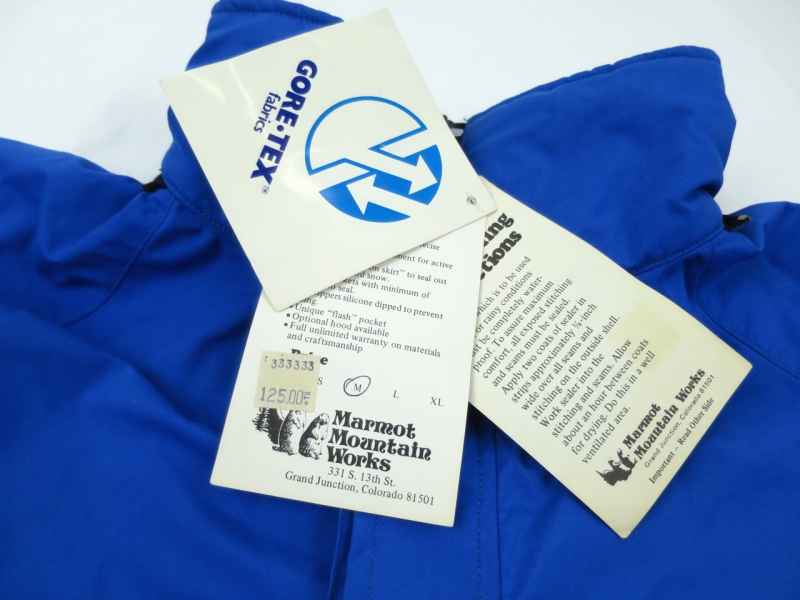 GORE-TEX®
fabrics
for active
skirt" to seal out
snow.
sets with minimum of
seal.
silicone dipped to prevent
• Unique "flash" pocket
• Optional hood available
• Full unlimited warranty on materials
and craftsmanship
S M L XL
333333
125.00
Marmot
Mountain
Works
331 S. 13th St.
Grand Junction, Colorado 81501
which is to be used
or rainy conditions
be completely water-
proof. To assure maximum
comfort, all exposed stitching
and seams must be sealed.
Apply two coats of sealer in
strips approximately ¼-inch
wide over all seams and
stitching on the outside shell.
Work sealer into the
stitching and seams. Allow
about an hour between coats
for drying. Do this in a well
ventilated area.
Marmot
Mountain Works
Grand Junction, Colorado 81501
Important – Read Other Side